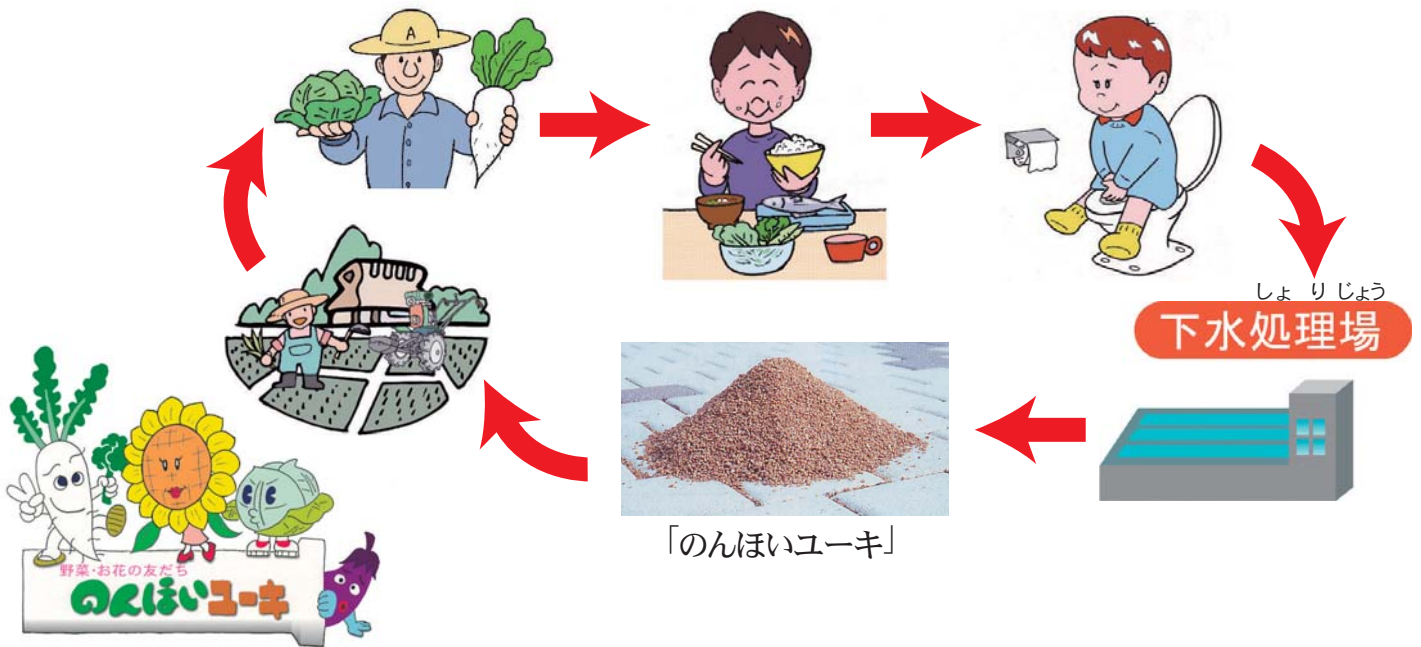 A
しょ り じょう
下水処理場
「のんほいユーキ」
野菜・お花の友だち
のんほいユーキ